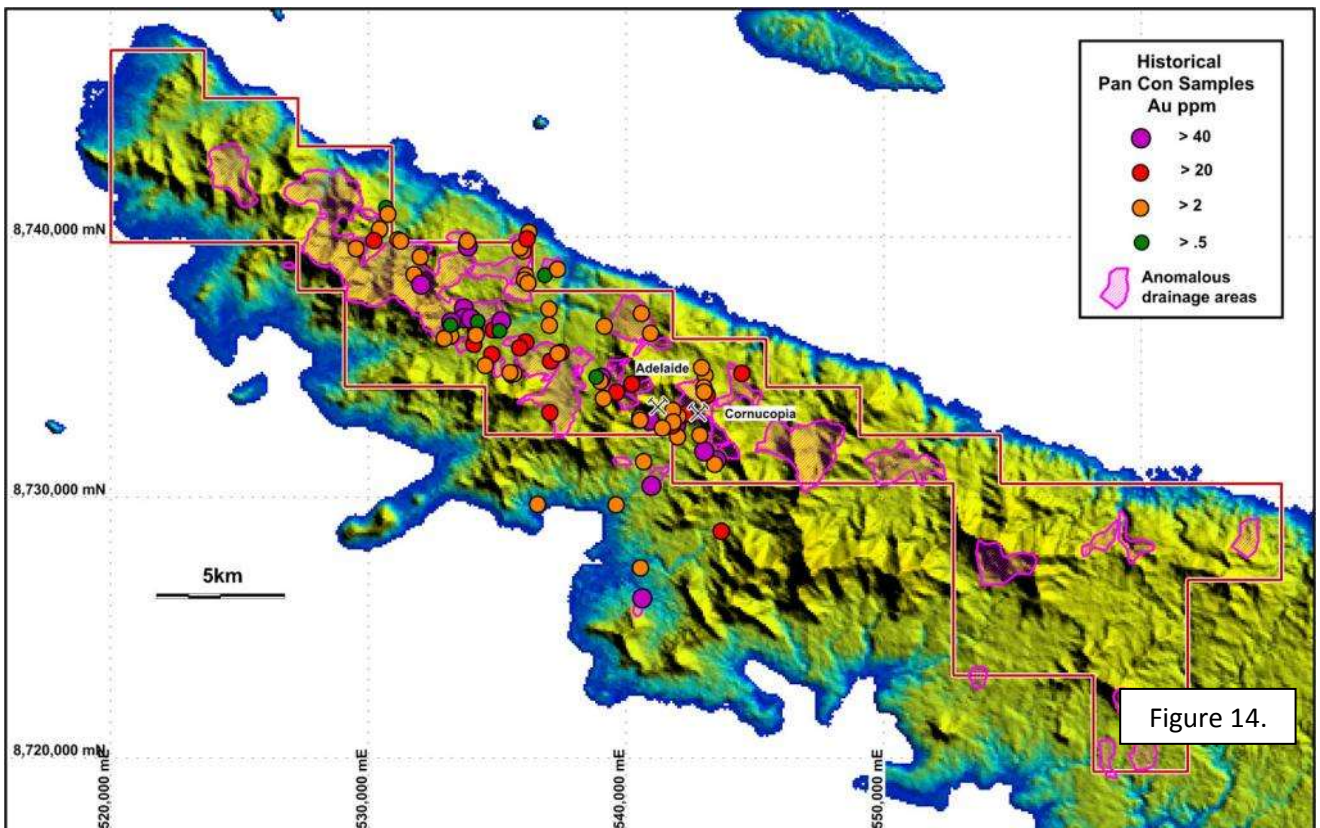 Historical
Pan Con Samples
Au ppm
> 40
> 20
> 2
> .5
Anomalous
drainage areas
8,740,000 mN
Adelaide
Cornucopia
8,730,000 mN
5km
Figure 14.
8,720,000 mN
520,000 mE
530,000 mE
540,000 mE
550,000 mE